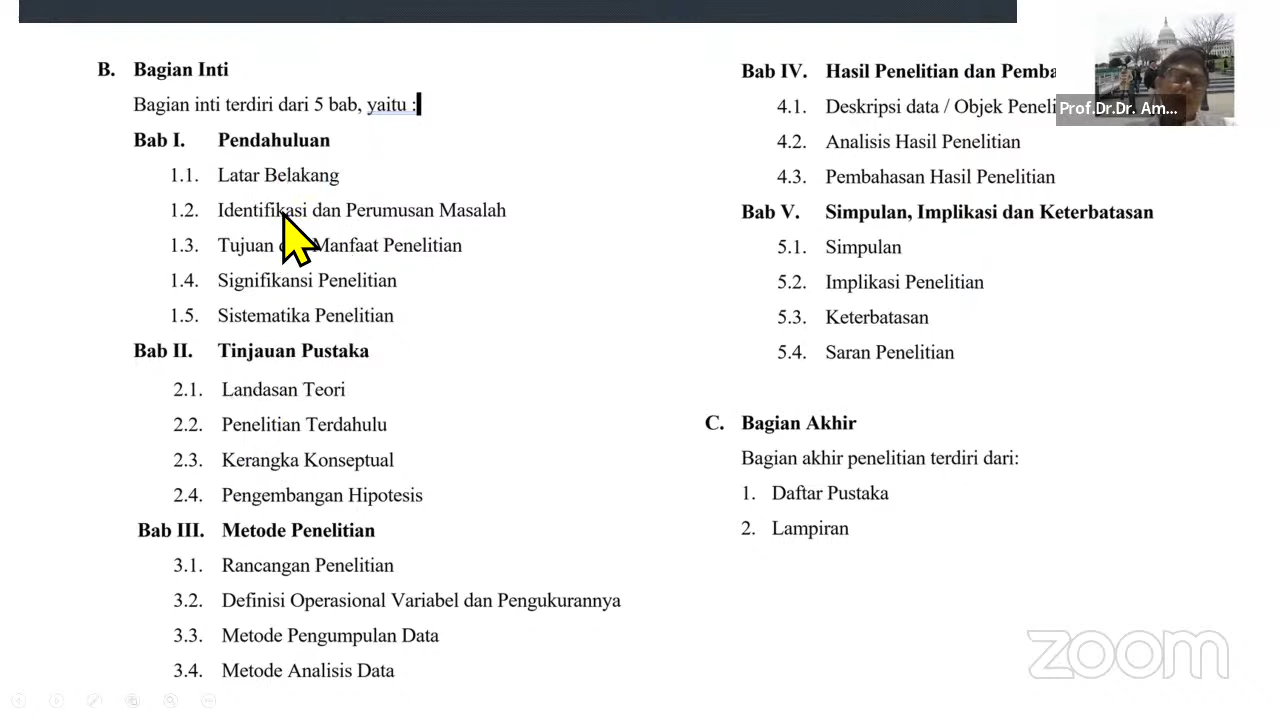 B. Bagian Inti
Bagian inti terdiri dari 5 bab, yaitu :
Bab I. Pendahuluan
1.1. Latar Belakang
1.2. Identifikasi dan Perumusan Masalah
1.3. Tujuan Manfaat Penelitian
1.4. Signifikansi Penelitian
1.5. Sistematika Penelitian
Bab II. Tinjauan Pustaka
2.1. Landasan Teori
2.2. Penelitian Terdahulu
2.3. Kerangka Konseptual
2.4. Pengembangan Hipotesis
Bab III. Metode Penelitian
3.1. Rancangan Penelitian
3.2. Definisi Operasional Variabel dan Pengukurannya
3.3. Metode Pengumpulan Data
3.4. Metode Analisis Data
Bab IV. Hasil Penelitian dan
4.1. Deskripsi data / Objek
4.2. Analisis Hasil Penelitian
4.3. Pembahasan Hasil Penelitian
Bab V. Simpulan, Implikasi dan Keterbatasan
5.1. Simpulan
5.2. Implikasi Penelitian
5.3. Keterbatasan
5.4. Saran Penelitian
C. Bagian Akhir
Bagian akhir penelitian terdiri dari:
1. Daftar Pustaka
2. Lampiran
Prof.Dr.Dr. Am...
zoom